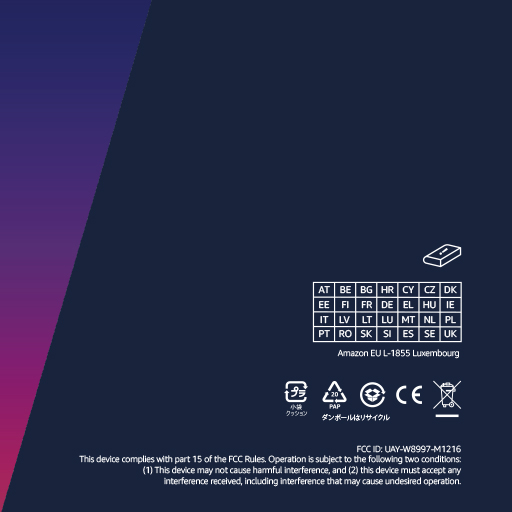 AT BE BG HR CY CZ DK
EE FI FR DE EL HU IE
IT LV LT LU MT NL PL
PT RO SK SI ES SE UK
Amazon EU L-1855 Luxembourg
プラ
小袋
クッション
20
PAP
ダンボールはリサイクル
CE
FCC ID: UAY-W8997-M1216
This device complies with part 15 of the FCC Rules. Operation is subject to the following two conditions:
(1) This device may not cause harmful interference, and (2) this device must accept any
interference received, including interference that may cause undesired operation.